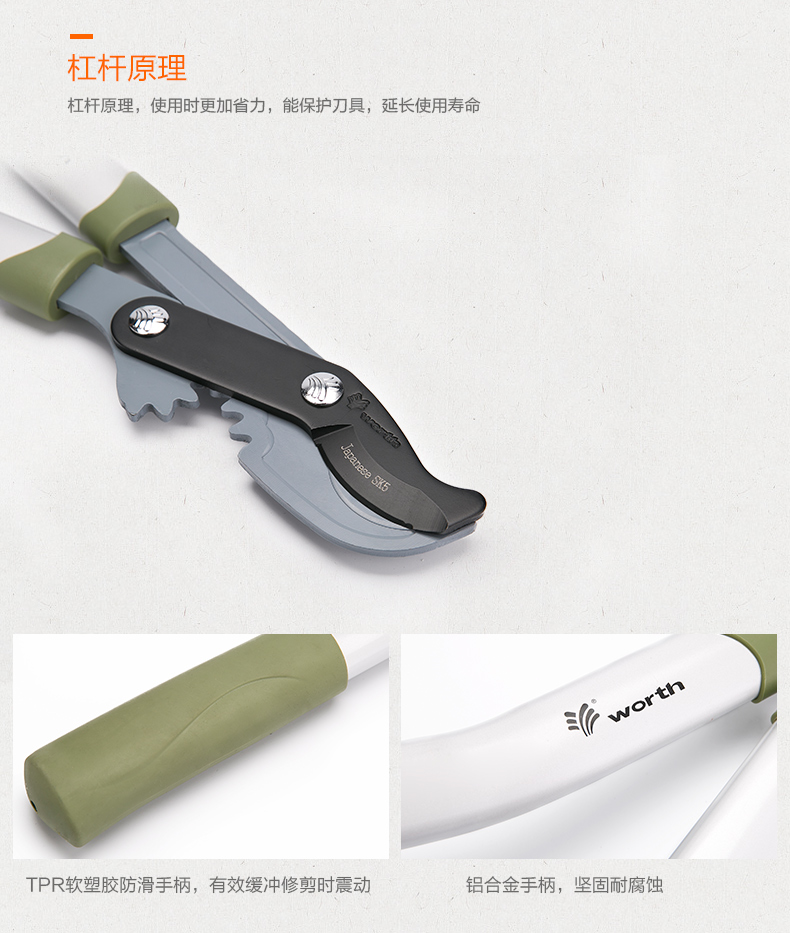 杠杆原理
杠杆原理，使用时更加省力，能保护刀具，延长使用寿命
Japanese SK5
worth
TPR软塑胶防滑手柄，有效缓冲修剪时震动
铝合金手柄，坚固耐腐蚀